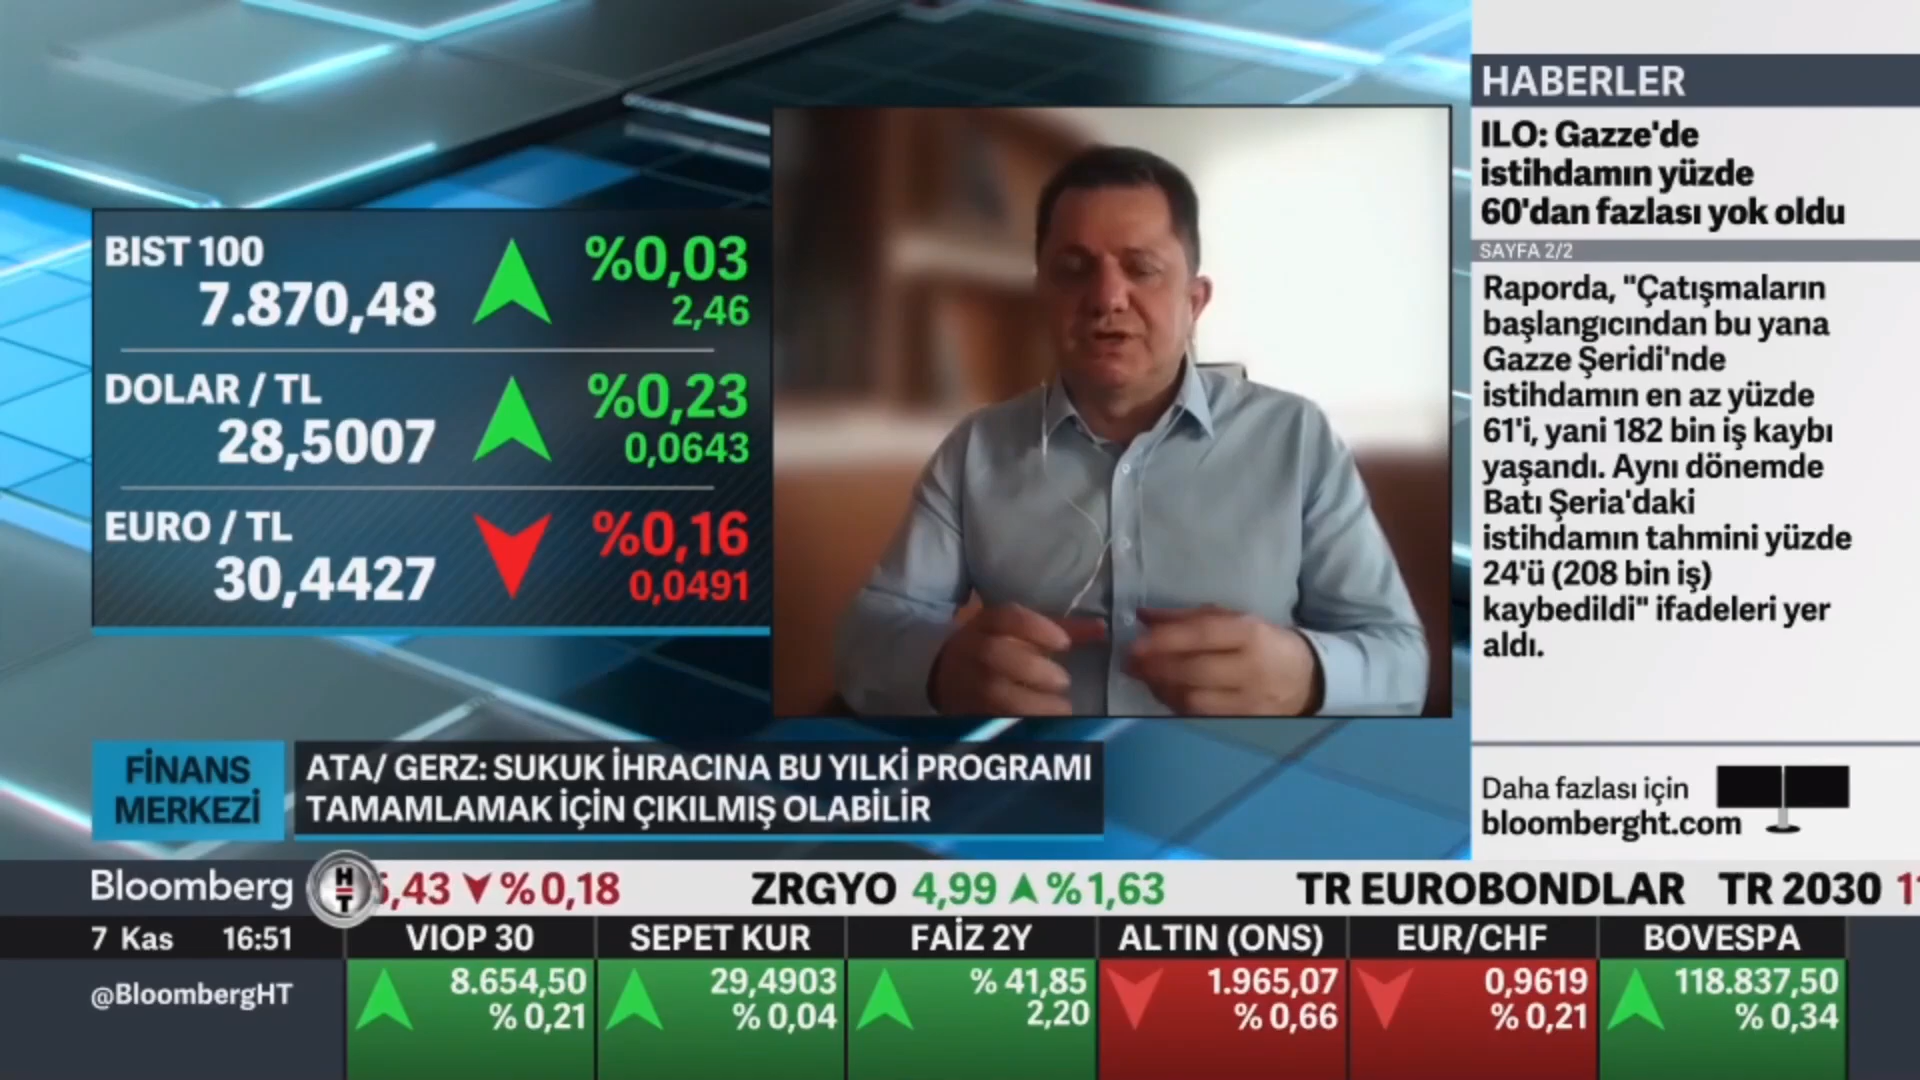 HABERLER
ILO: Gazze'de
istihdamın yüzde
60'dan fazlası yok oldu
SAYFA 2/2
Raporda, "Çatışmaların
başlangıcından bu yana
Gazze Şeridi'nde
istihdamın en az yüzde
61'i, yani 182 bin iş kaybı
yaşandı. Aynı dönemde
Batı Şeria'daki
istihdamın tahmini yüzde
24'ü (208 bin iş)
kaybedildi" ifadeleri yer
aldı.
Daha fazlası için
bloomberght.com
BIST 100
7.870,48
%0,03
2,46
DOLAR / TL
28,5007
%0,23
0,0643
EURO / TL
30,4427
%0,16
0,0491
FİNANS
MERKEZİ
ATA/ GERZ: SUKUK İHRACINA BU YILKİ PROGRAMI
TAMAMLAMAK İÇİN ÇIKILMIŞ OLABİLİR
Bloomberg HT
,43 %0,18 ZRGYO 4,99 %1,63 TR EUROBONDLAR TR 2030
7 Kas 16:51
@BloombergHT
VIOP 30
8.654,50
% 0,21
SEPET KUR
29,4903
% 0,04
FAİZ 2Y
% 41,85
2,20
ALTIN (ONS)
1.965,07
% 0,66
EUR/CHF
0,9619
% 0,21
BOVESPA
118.837,50
% 0,34